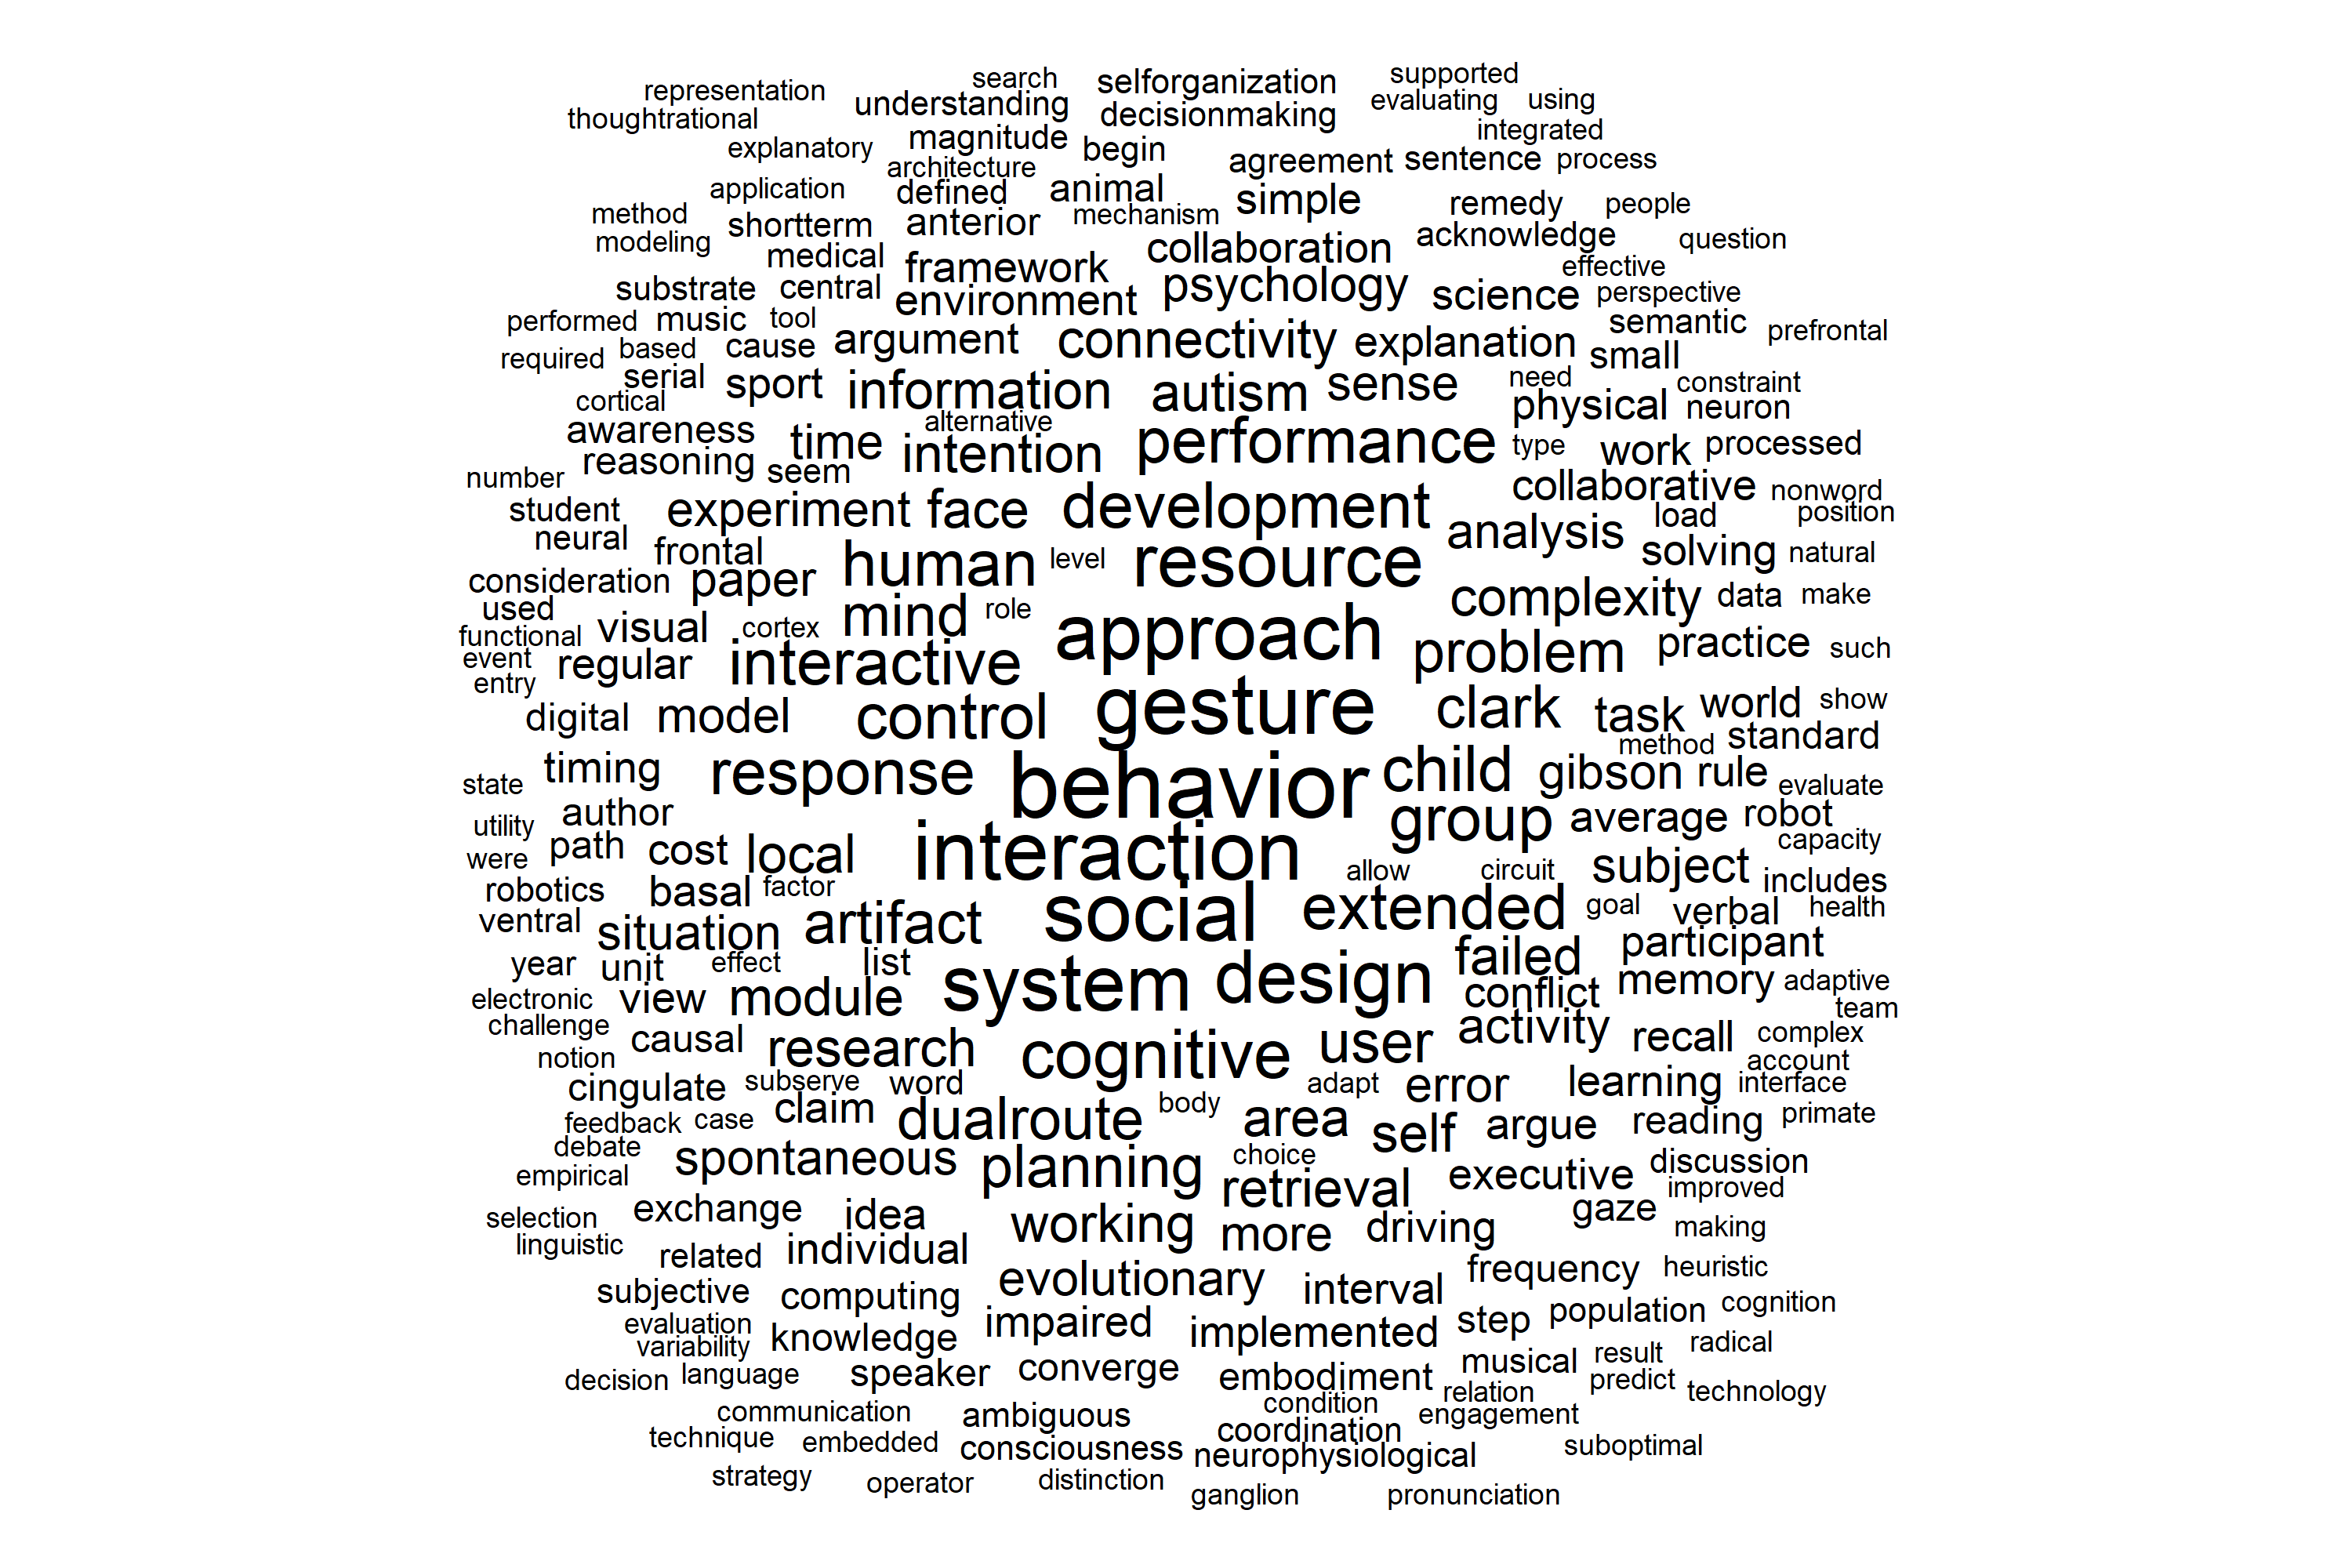 search selforganization supported
representation understanding decisionmaking evaluating using
thoughtrational magnitude integrated
explanatory architecture begin agreement sentence process
application defined animal simple remedy people
method shortterm anterior mechanism acknowledge
modeling medical collaboration question
framework psychology effective
substrate central environment science perspective
performed music tool semantic prefrontal
required based cause argument connectivity explanation small
serial sport information autism sense need constraint
cortical alternative physical neuron
awareness time intention performance type work processed
reasoning seem
number collaborative nonword
student experiment face development load position
neural frontal analysis solving natural
human level resource
consideration paper complexity data make
used mind role
functional visual cortex approach problem practice such
event regular interactive
entry
digital model control gesture clark task world show
method standard
timing response behavior child gibson rule evaluate
state
utility author group average robot
were path cost local interaction capacity
robotics basal factor allow circuit subject includes
ventral situation artifact social extended goal verbal health
year unit effect list failed participant
electronic view module system design conflict memory adaptive
challenge team
notion causal research cognitive user activity recall complex
account
cingulate subserve word adapt error learning interface
feedback case claim dualroute body area self argue reading primate
debate
empirical spontaneous planning choice retrieval executive discussion
improved
selection exchange idea working more driving gaze making
linguistic
related individual
subjective computing evolutionary interval frequency heuristic
evaluation knowledge impaired implemented step population cognition
variability radical
decision language speaker converge embodiment musical result
relation predict technology
communication ambiguous condition engagement
technique embedded consciousness coordination
neurophysiological suboptimal
strategy operator distinction
ganglion pronunciation